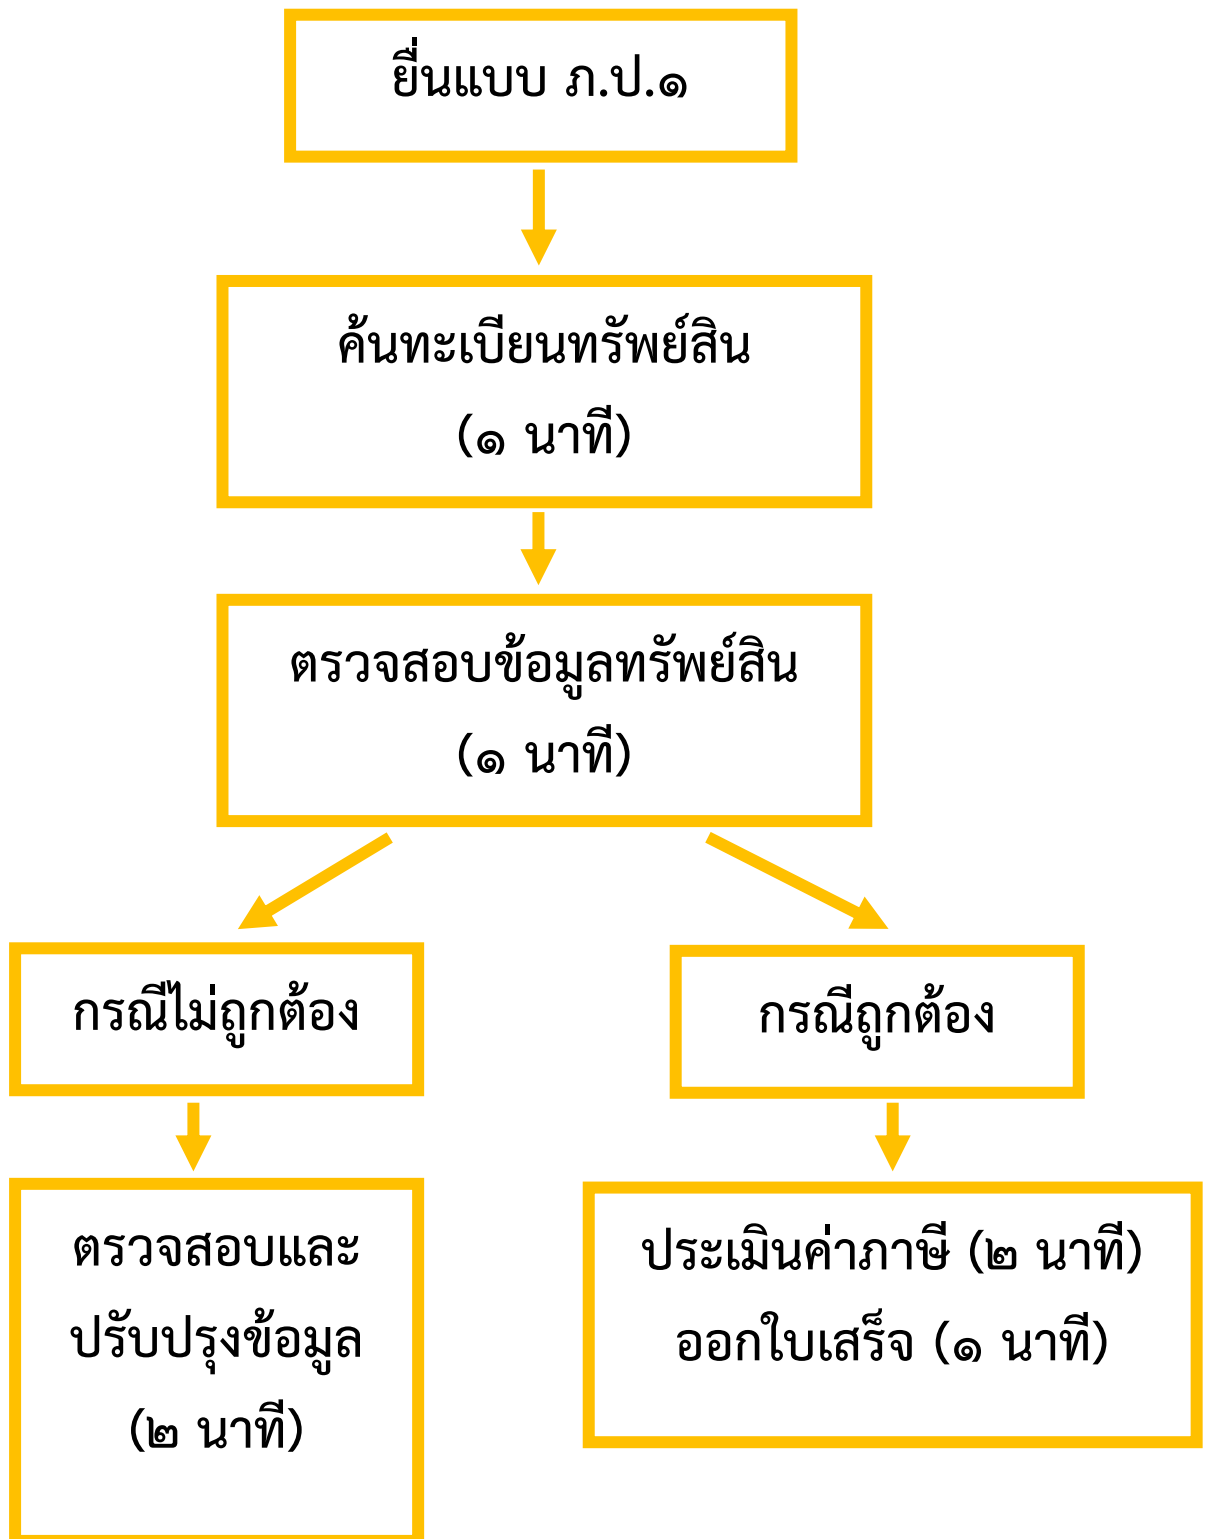 ยื่นแบบ ภ.ป.๑
ค้นทะเบียนทรัพย์สิน
(๑ นาที)
ตรวจสอบข้อมูลทรัพย์สิน
(๑ นาที)
กรณีไม่ถูกต้อง
กรณีถูกต้อง
ตรวจสอบและ
ปรับปรุงข้อมูล
(๒ นาที)
ประเมินค่าภาษี (๒ นาที)
ออกใบเสร็จ (๑ นาที)